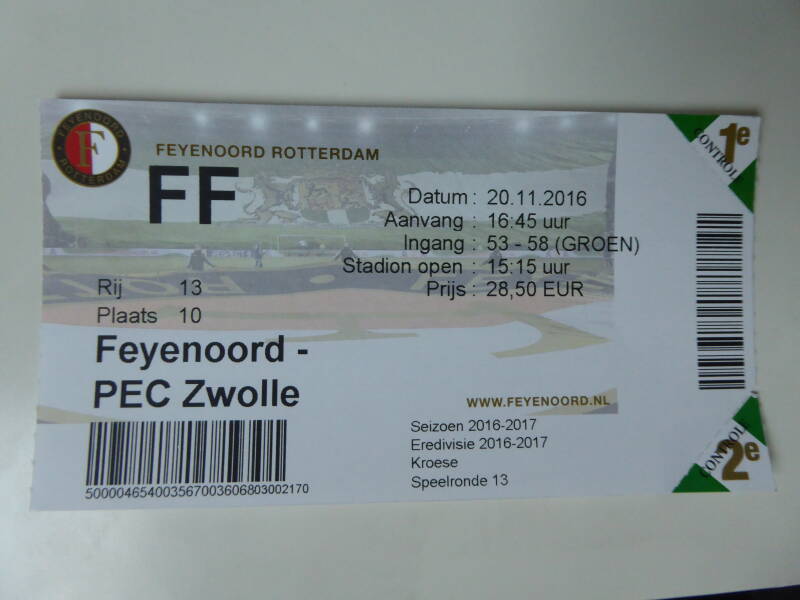 FEYENOORD
ROTTERDAM
F
FEYENOORD ROTTERDAM
FF
Datum : 20.11.2016
Aanvang : 16:45 uur
Ingang : 53 - 58 (GROEN)
Stadion open : 15:15 uur
Prijs : 28,50 EUR
Rij 13
Plaats 10
Feyenoord -
PEC Zwolle
WWW.FEYENOORD.NL
500004654003567003606803002170
Seizoen 2016-2017
Eredivisie 2016-2017
Kroese
Speelronde 13
1e
CONTROLE
2e
CONTROLE